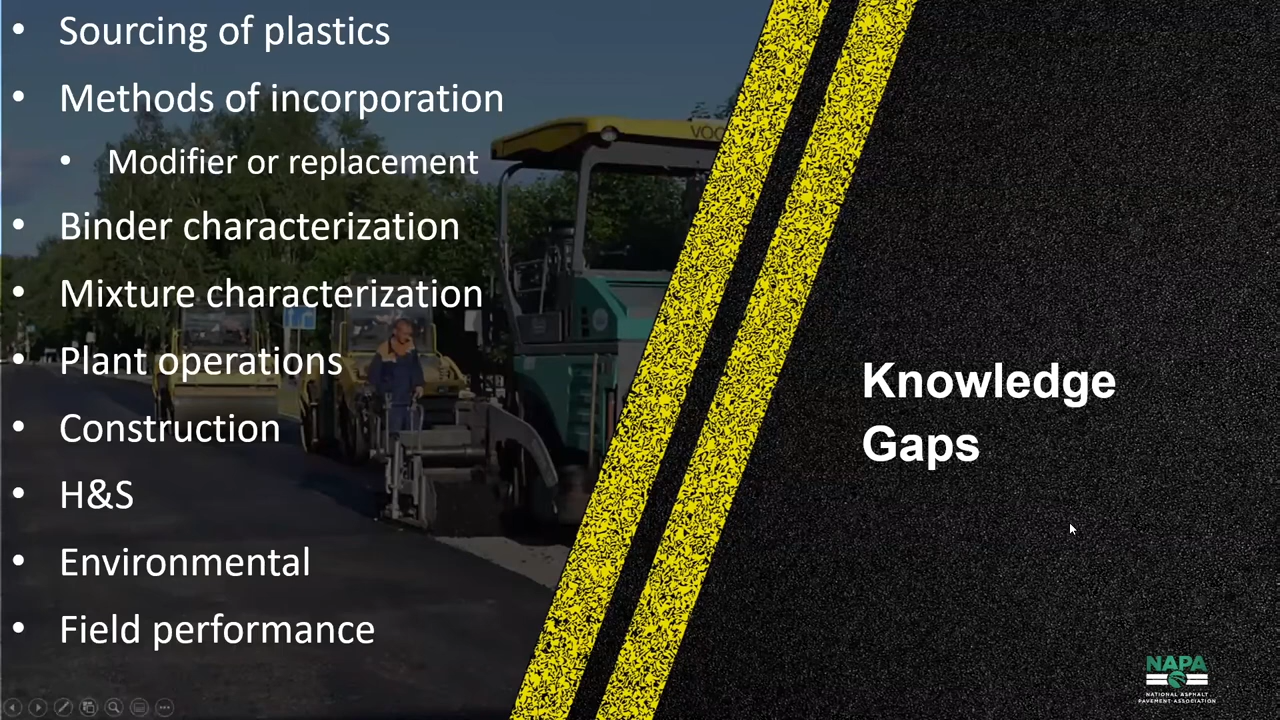 • Sourcing of plastics
• Methods of incorporation
• Modifier or replacement
• Binder characterization
• Mixture characterization
• Plant operations
• Construction
• H&S
• Environmental
• Field performance
Knowledge
Gaps
NAPA
NATIONAL ASPHALT
PAVEMENT ASSOCIATION